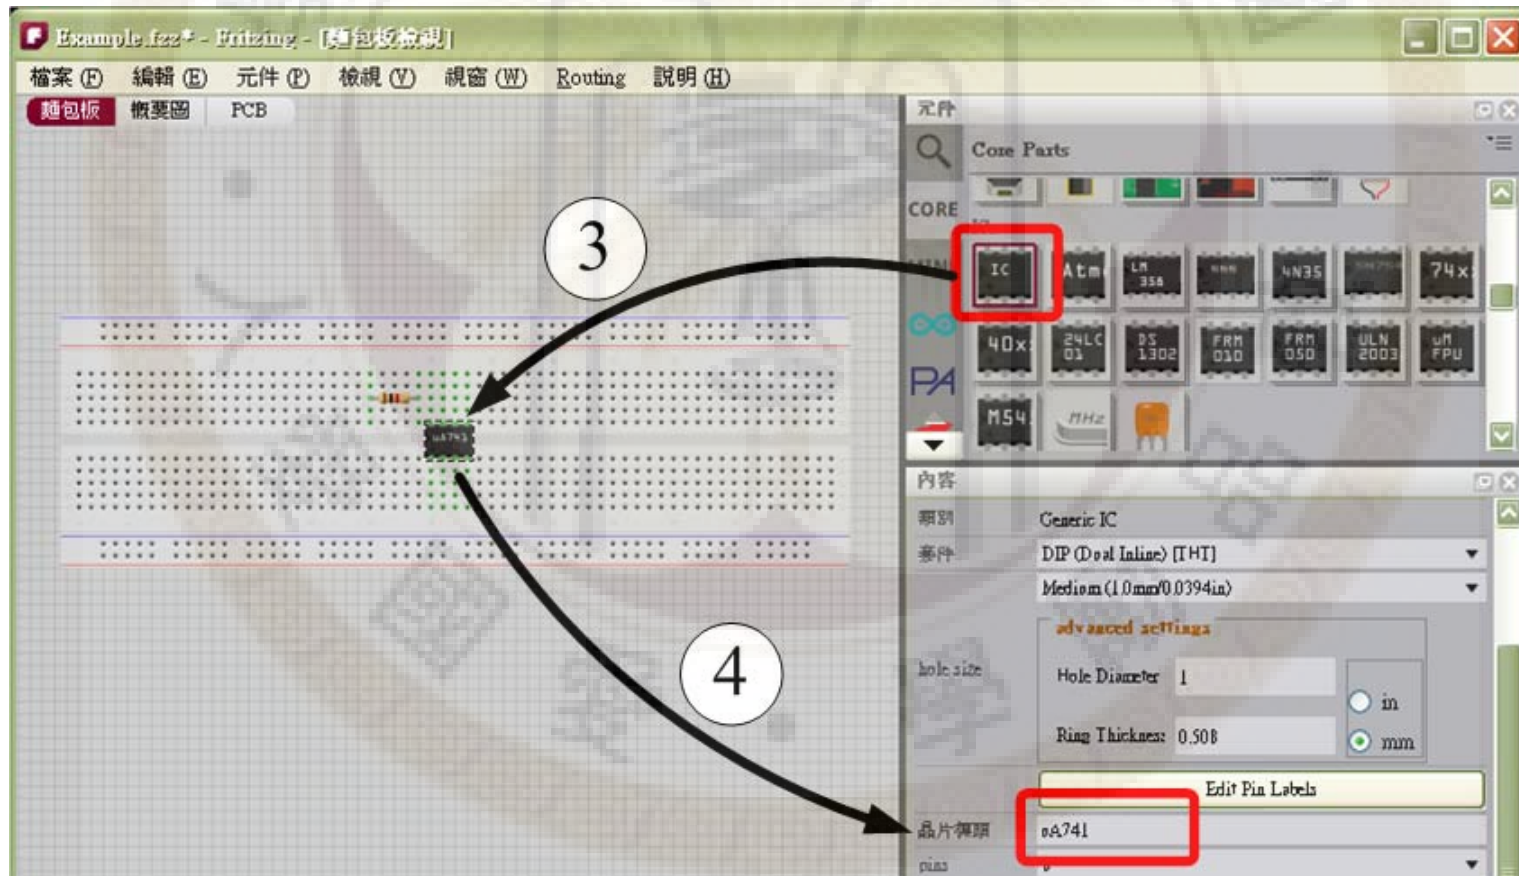 Example.fzz* - Fritzing - [麵包板檢視]
檔案 (F) 編輯 (E) 元件 (P) 檢視 (V) 視窗 (W) Routing 說明 (H)
麵包板 概要圖 PCB
元件
Core Parts
CORE
3
IC Atm LM 358 4N35 74x
40x 24LC 01 DS 1302 FRM 010 FRM 050 ULN 2003 uM FPU
PA
M54 MHz
uA741
內容
類別 Generic IC
套件 DIP (Dual Inline) [THT]
Medium (1.0mm/0.0394in)
advanced settings
hole size
Hole Diameter 1
in
Ring Thickness 0.508
mm
4
Edit Pin Labels
晶片標籤 uA741
pins